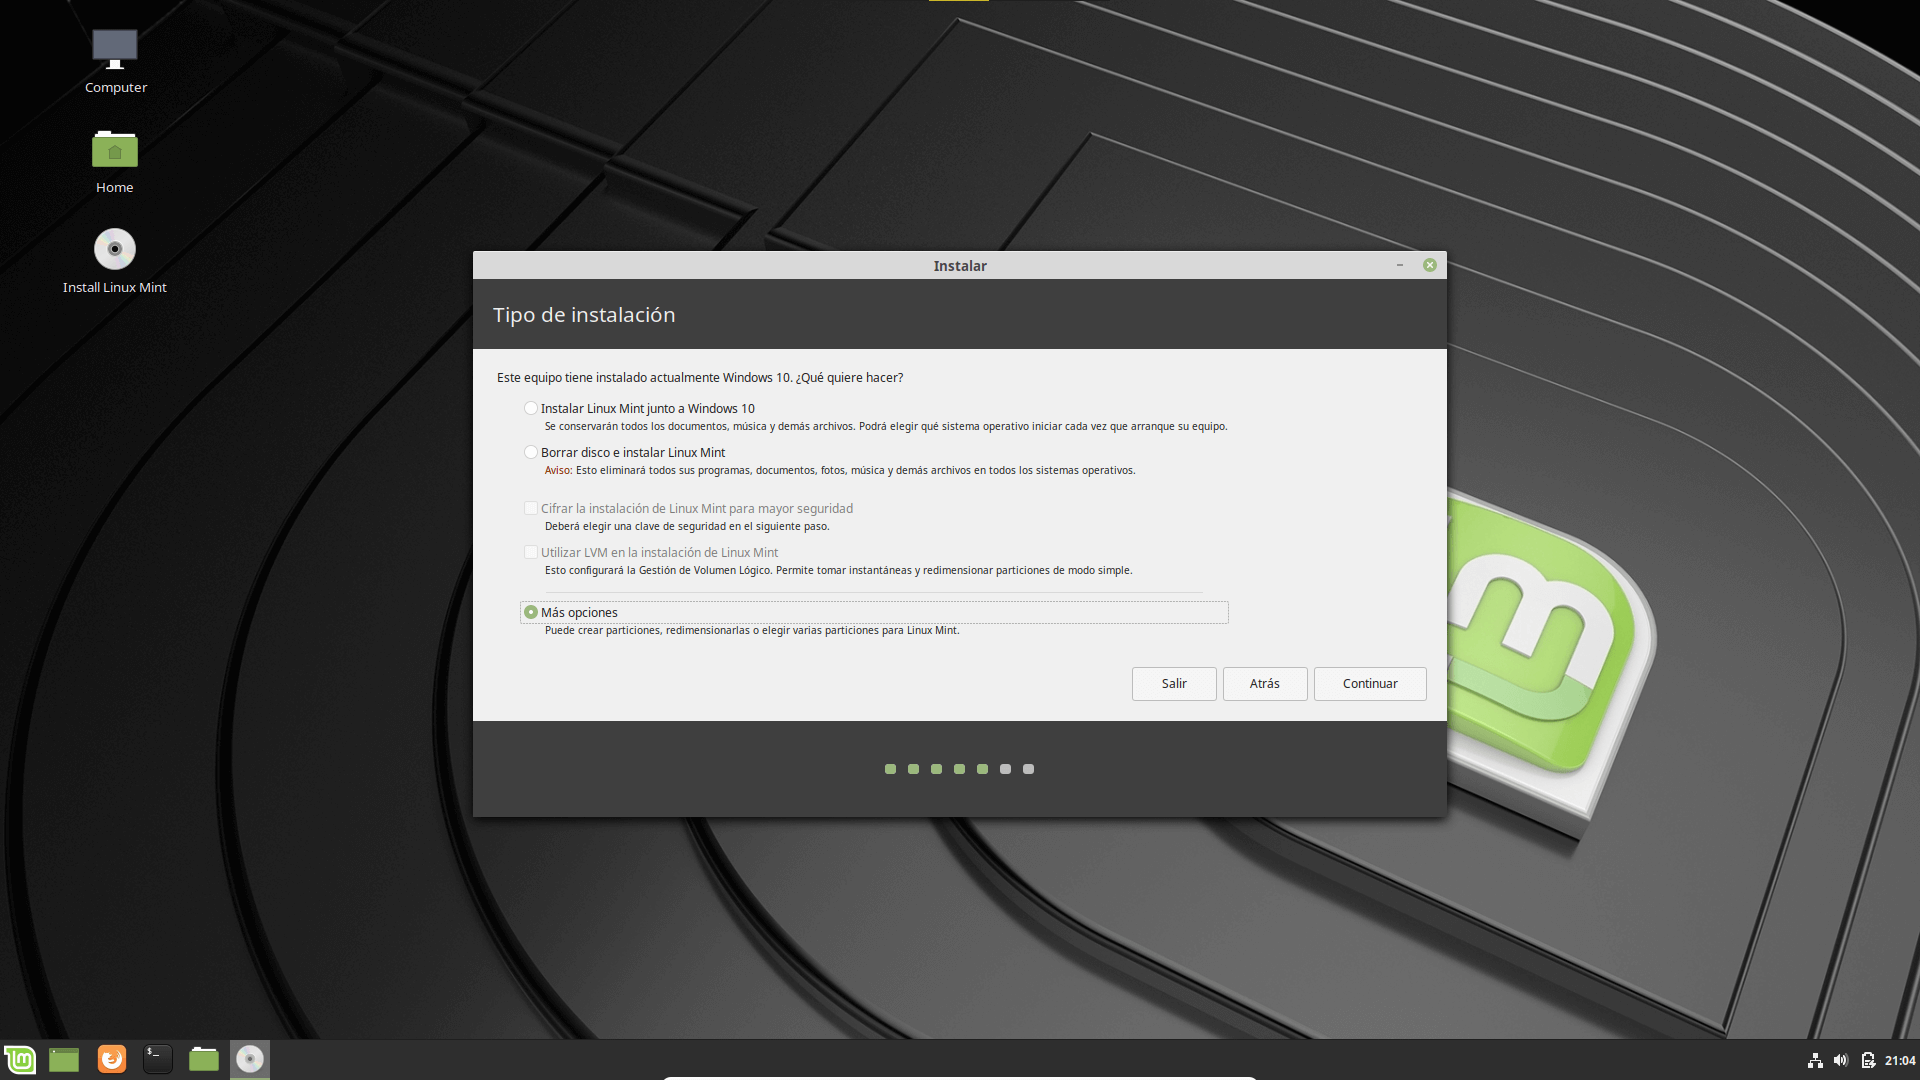 Computer
Home
Install Linux Mint
Instalar
Tipo de instalación
Este equipo tiene instalado actualmente Windows 10. ¿Qué quiere hacer?
Instalar Linux Mint junto a Windows 10
Se conservarán todos los documentos, música y demás archivos. Podrá elegir qué sistema operativo iniciar cada vez que arranque su equipo.
Borrar disco e instalar Linux Mint
Aviso: Esto eliminará todos sus programas, documentos, fotos, música y demás archivos en todos los sistemas operativos.
Cifrar la instalación de Linux Mint para mayor seguridad
Deberá elegir una clave de seguridad en el siguiente paso.
Utilizar LVM en la instalación de Linux Mint
Esto configurará la Gestión de Volumen Lógico. Permite tomar instantáneas y redimensionar particiones de modo simple.
Más opciones
Puede crear particiones, redimensionarlas o elegir varias particiones para Linux Mint.
Salir
Atrás
Continuar
$_
21:04